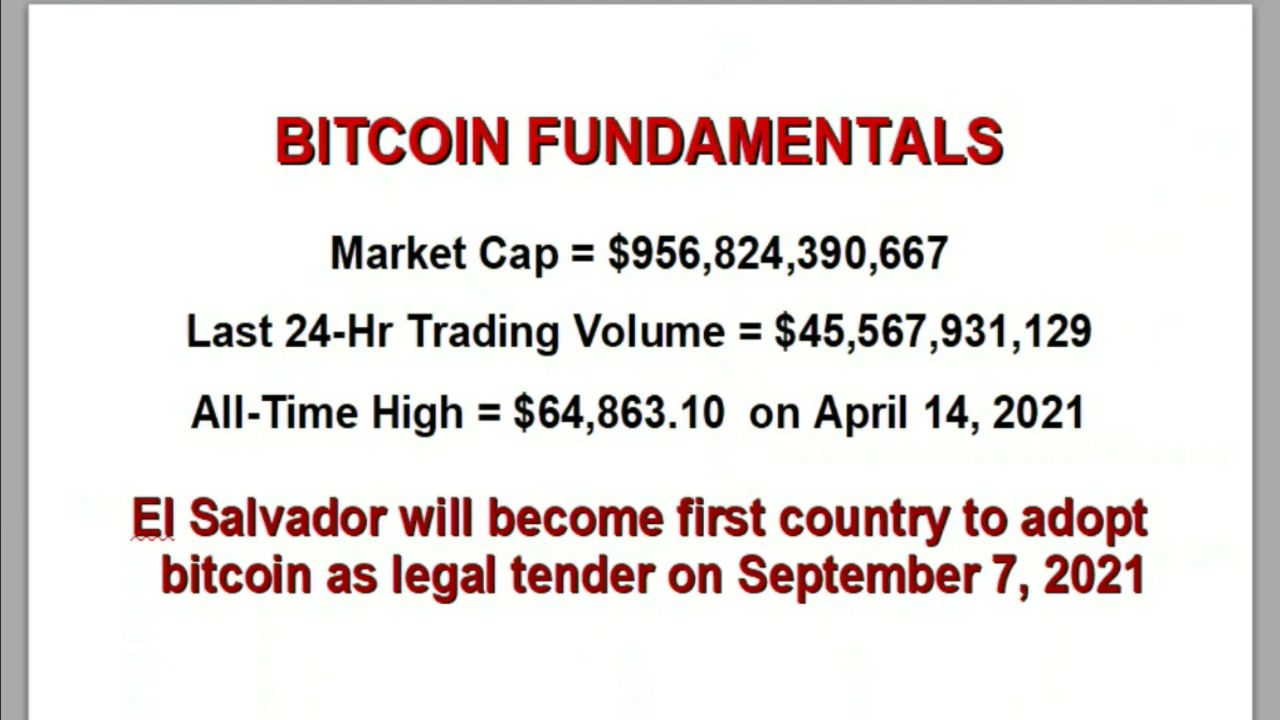 BITCOIN FUNDAMENTALS
Market Cap = $956,824,390,667
Last 24-Hr Trading Volume = $45,567,931,129
All-Time High = $64,863.10  on April 14, 2021
El Salvador will become first country to adopt
bitcoin as legal tender on September 7, 2021